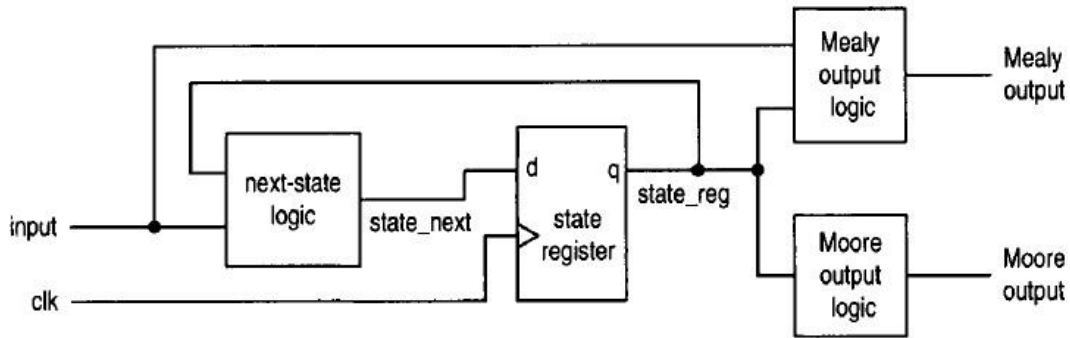 Mealy
output
logic
Mealy
output
next-state
logic
d
q
state
register
state_next
state_reg
input
clk
Moore
output
logic
Moore
output